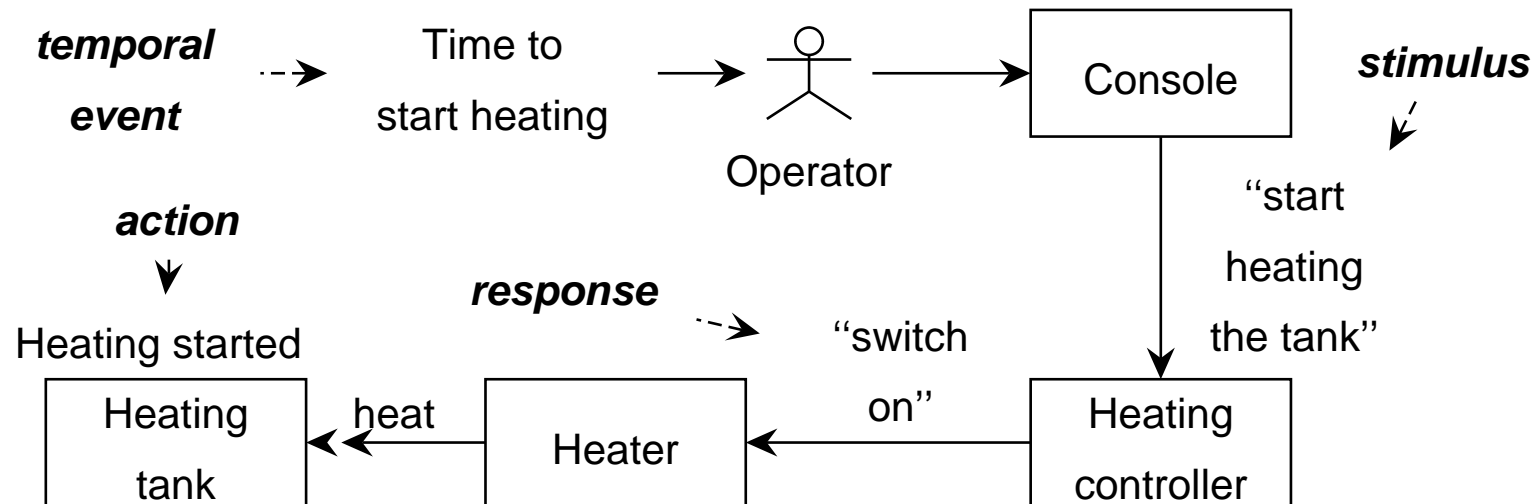 temporal
event
Time to
start heating
Operator
Console
stimulus
‘‘start
heating
the tank’’
action
Heating started
response
‘‘switch
on’’
Heating
tank
heat
Heater
Heating
controller